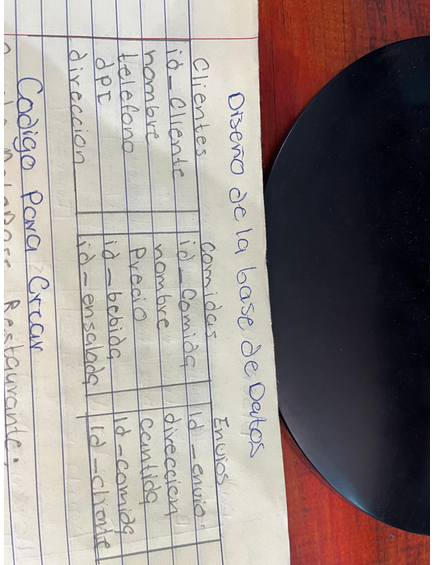 Diseño de la base de Datos
Clientes Comidas Envios
id_Cliente id_Comida id_envio.
nombre nombre direccion
telefono Precio cantida
dPI id_bebida id_comida
direccion id_ensalada id_cliente
Codigo Para Crear
Restaurante;